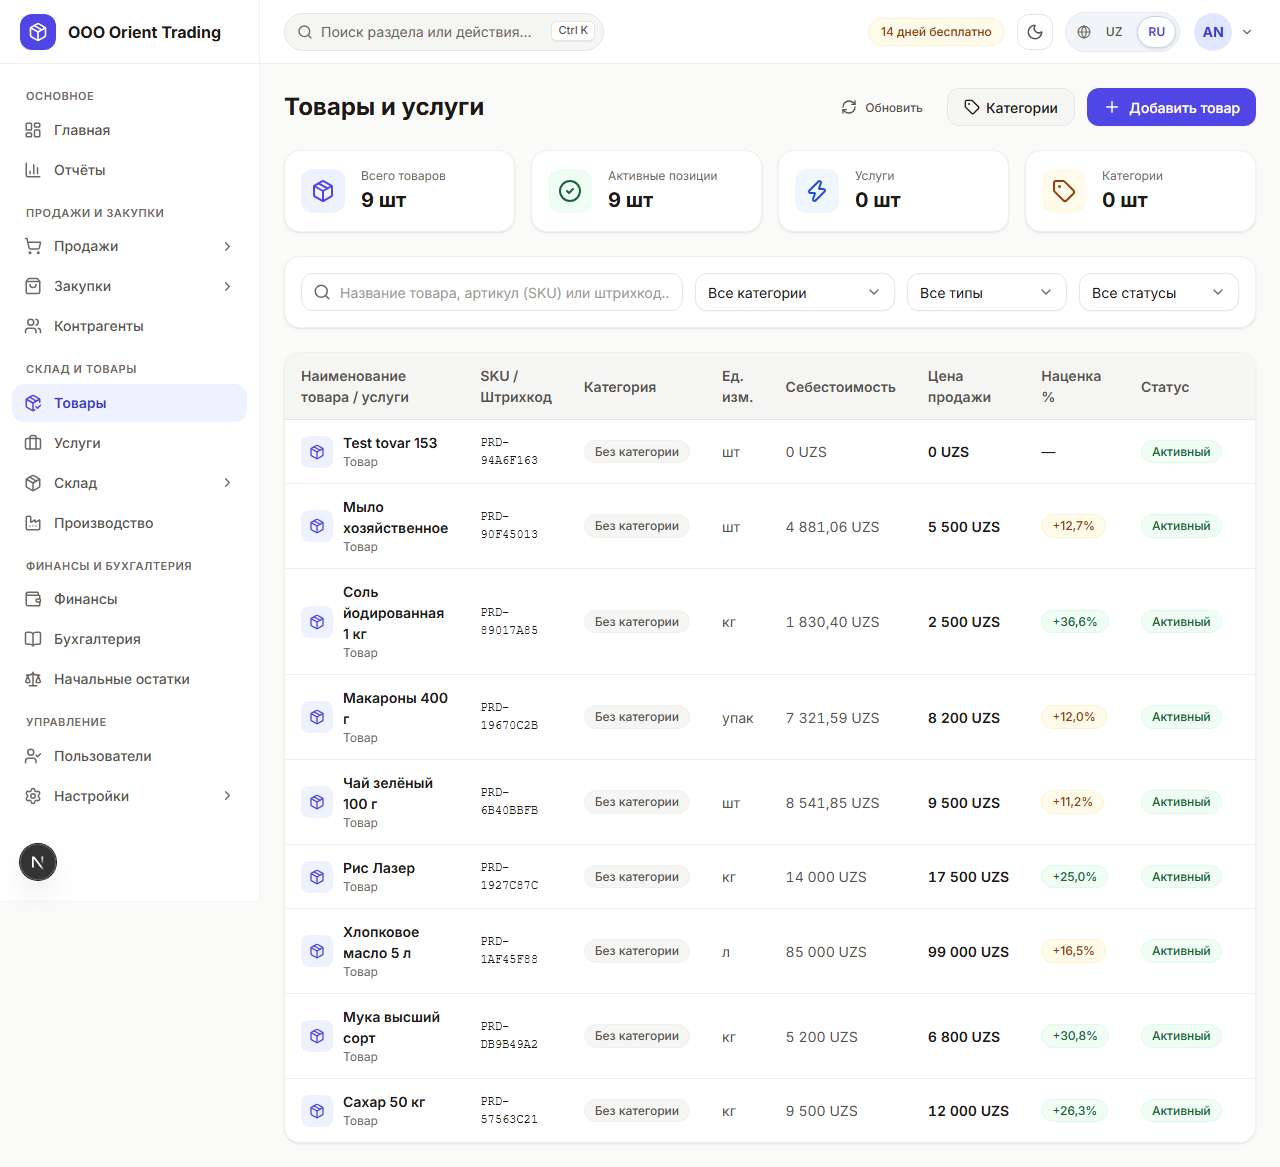 OOO Orient Trading
Поиск раздела или действия...
Ctrl K
14 дней бесплатно
UZ
RU
AN
ОСНОВНОЕ
Главная
Отчёты
ПРОДАЖИ И ЗАКУПКИ
Продажи
Закупки
Контрагенты
СКЛАД И ТОВАРЫ
Товары
Услуги
Склад
Производство
ФИНАНСЫ И БУХГАЛТЕРИЯ
Финансы
Бухгалтерия
Начальные остатки
УПРАВЛЕНИЕ
Пользователи
Настройки
N
Товары и услуги
Обновить
Категории
Добавить товар
Всего товаров
9 шт
Активные позиции
9 шт
Услуги
0 шт
Категории
0 шт
Название товара, артикул (SKU) или штрихкод..
Все категории
Все типы
Все статусы
Наименование
товара / услуги
SKU /
Штрихкод
Категория
Ед.
изм.
Себестоимость
Цена
продажи
Наценка
%
Статус
Test tovar 153
Товар
PRD-
94A6F163
Без категории
шт
0 UZS
0 UZS
—
Активный
Мыло
хозяйственное
Товар
PRD-
90F45013
Без категории
шт
4 881,06 UZS
5 500 UZS
+12,7%
Активный
Соль
йодированная
1 кг
Товар
PRD-
89017A85
Без категории
кг
1 830,40 UZS
2 500 UZS
+36,6%
Активный
Макароны 400
г
Товар
PRD-
19670C2B
Без категории
упак
7 321,59 UZS
8 200 UZS
+12,0%
Активный
Чай зелёный
100 г
Товар
PRD-
6B40BBFB
Без категории
шт
8 541,85 UZS
9 500 UZS
+11,2%
Активный
Рис Лазер
Товар
PRD-
1927C87C
Без категории
кг
14 000 UZS
17 500 UZS
+25,0%
Активный
Хлопковое
масло 5 л
Товар
PRD-
1AF45F88
Без категории
л
85 000 UZS
99 000 UZS
+16,5%
Активный
Мука высший
сорт
Товар
PRD-
DB9B49A2
Без категории
кг
5 200 UZS
6 800 UZS
+30,8%
Активный
Сахар 50 кг
Товар
PRD-
57563C21
Без категории
кг
9 500 UZS
12 000 UZS
+26,3%
Активный